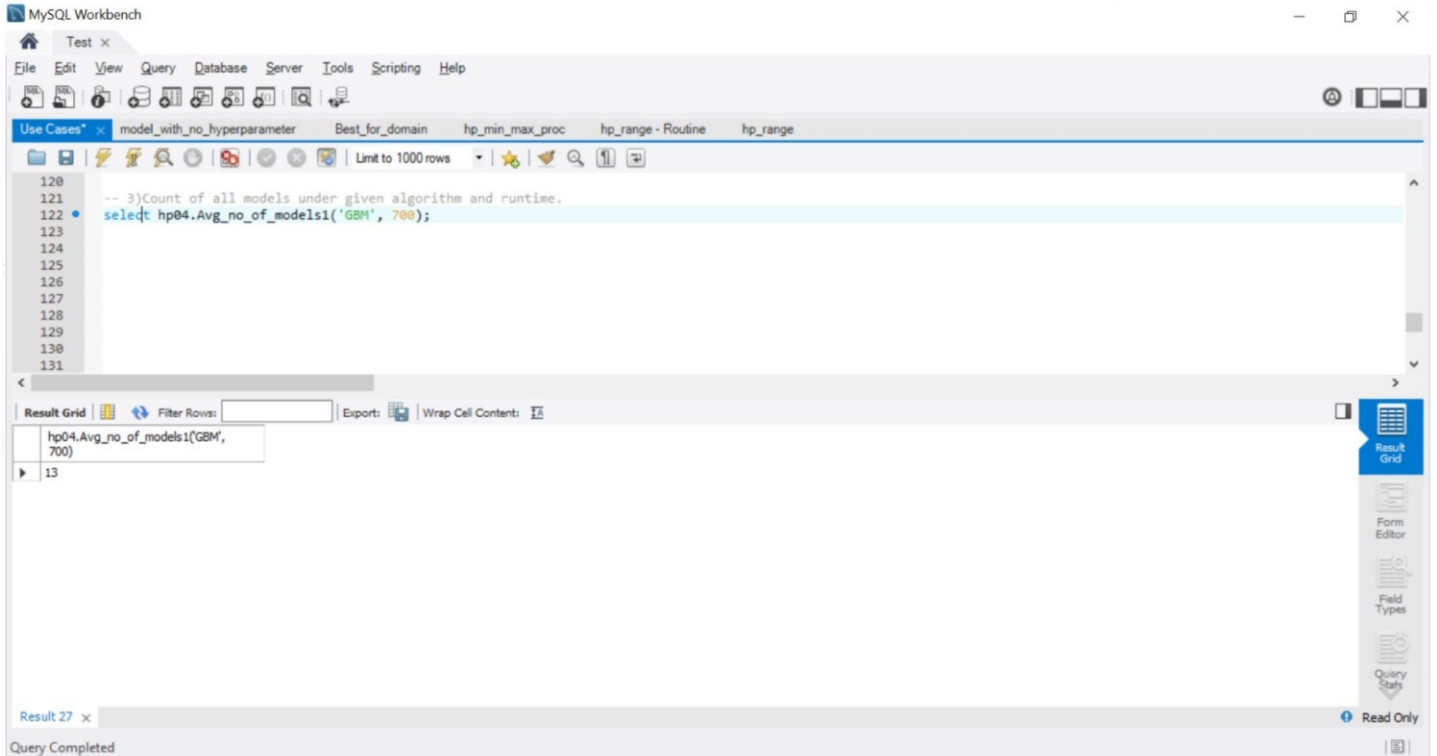 MySQL Workbench
Test
File Edit View Query Database Server Tools Scripting Help
Use Cases* model_with_no_hyperparameter Best_for_domain hp_min_max_proc hp_range - Routine hp_range
Limit to 1000 rows
120
121 -- 3)Count of all models under given algorithm and runtime.
122 select hp04.Avg_no_of_models1('GBM', 700);
123
124
125
126
127
128
129
130
131
Result Grid Filter Rows: Export: Wrap Cell Content:
hp04.Avg_no_of_models1('GBM',
700)
13
Result
Grid
Form
Editor
Field
Types
Query
Stats
Result 27 Read Only
Query Completed